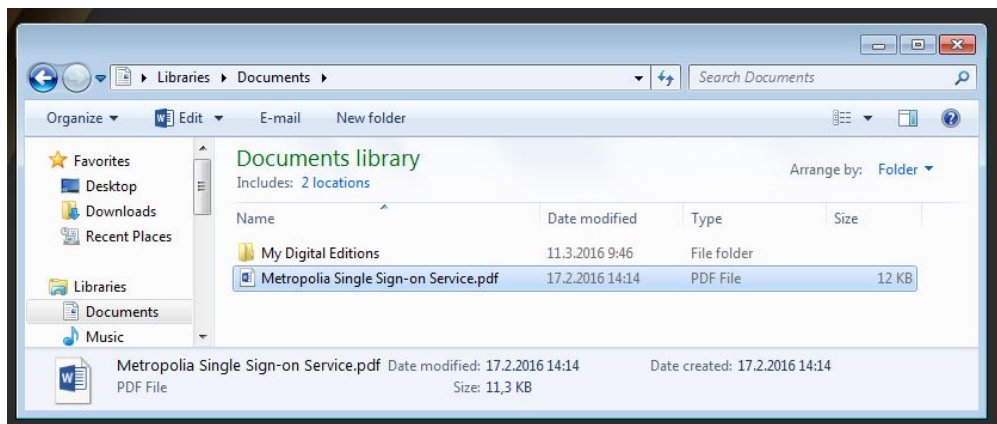 Libraries Documents Search Documents
Organize Edit E-mail New folder
Favorites
Desktop
Downloads
Recent Places
Libraries
Documents
Music
Documents library
Includes: 2 locations
Arrange by: Folder
Name Date modified Type Size
My Digital Editions 11.3.2016 9:46 File folder
Metropolia Single Sign-on Service.pdf 17.2.2016 14:14 PDF File 12 KB
Metropolia Single Sign-on Service.pdf Date modified: 17.2.2016 14:14 Date created: 17.2.2016 14:14
PDF File Size: 11,3 KB